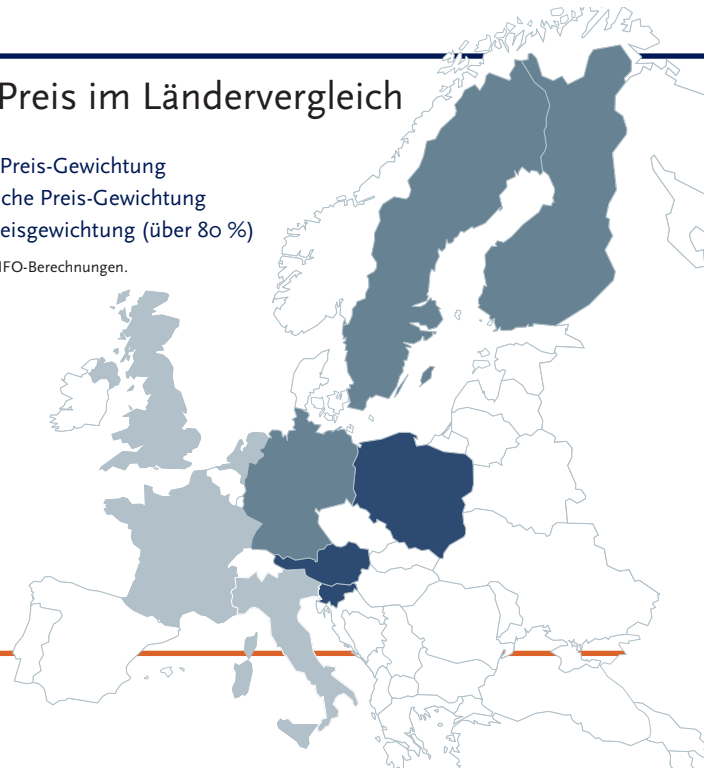 Preis im Ländervergleich
Preis-Gewichtung
che Preis-Gewichtung
eisgewichtung (über 80 %)
IFO-Berechnungen.